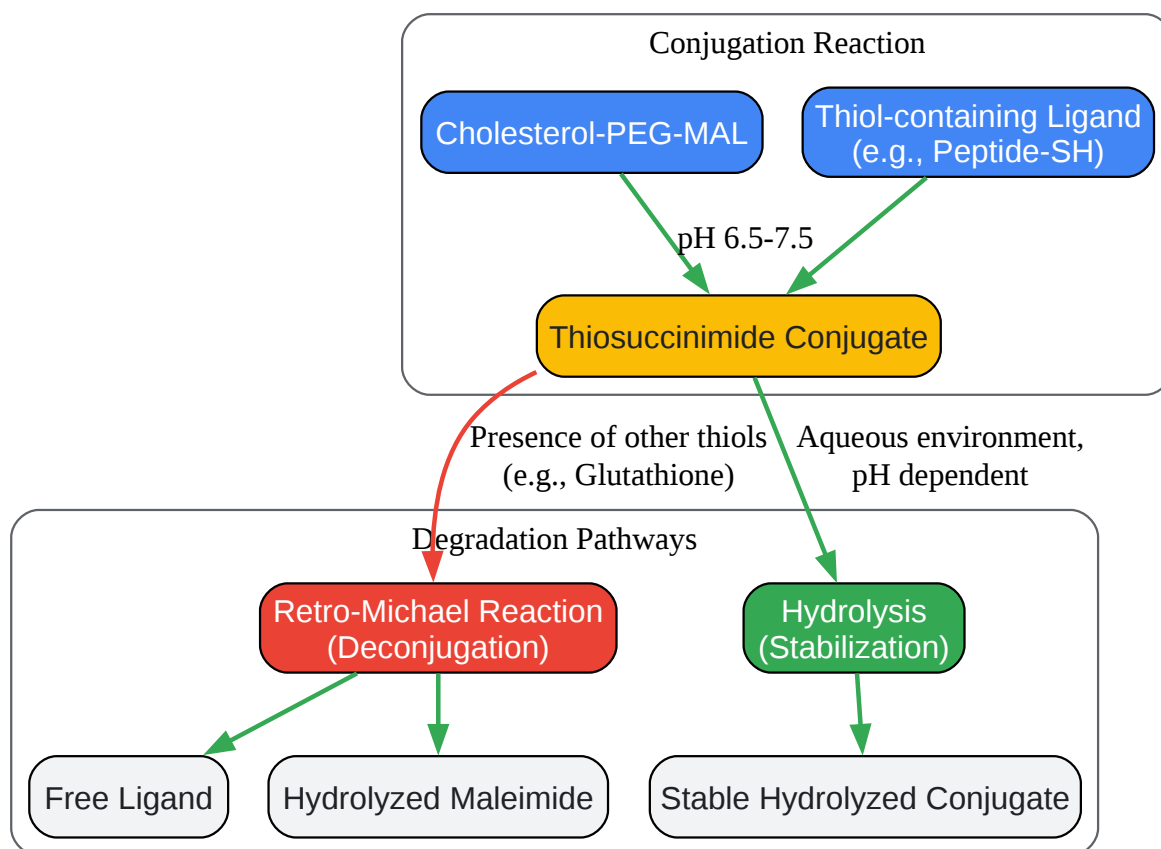 Conjugation Reaction
Cholesterol-PEG-MAL
Thiol-containing Ligand
(e.g., Peptide-SH)
pH 6.5-7.5
Thiosuccinimide Conjugate
Presence of other thiols
(e.g., Glutathione)
Aqueous environment,
pH dependent
Degradation Pathways
Retro-Michael Reaction
(Deconjugation)
Hydrolysis
(Stabilization)
Free Ligand
Hydrolyzed Maleimide
Stable Hydrolyzed Conjugate